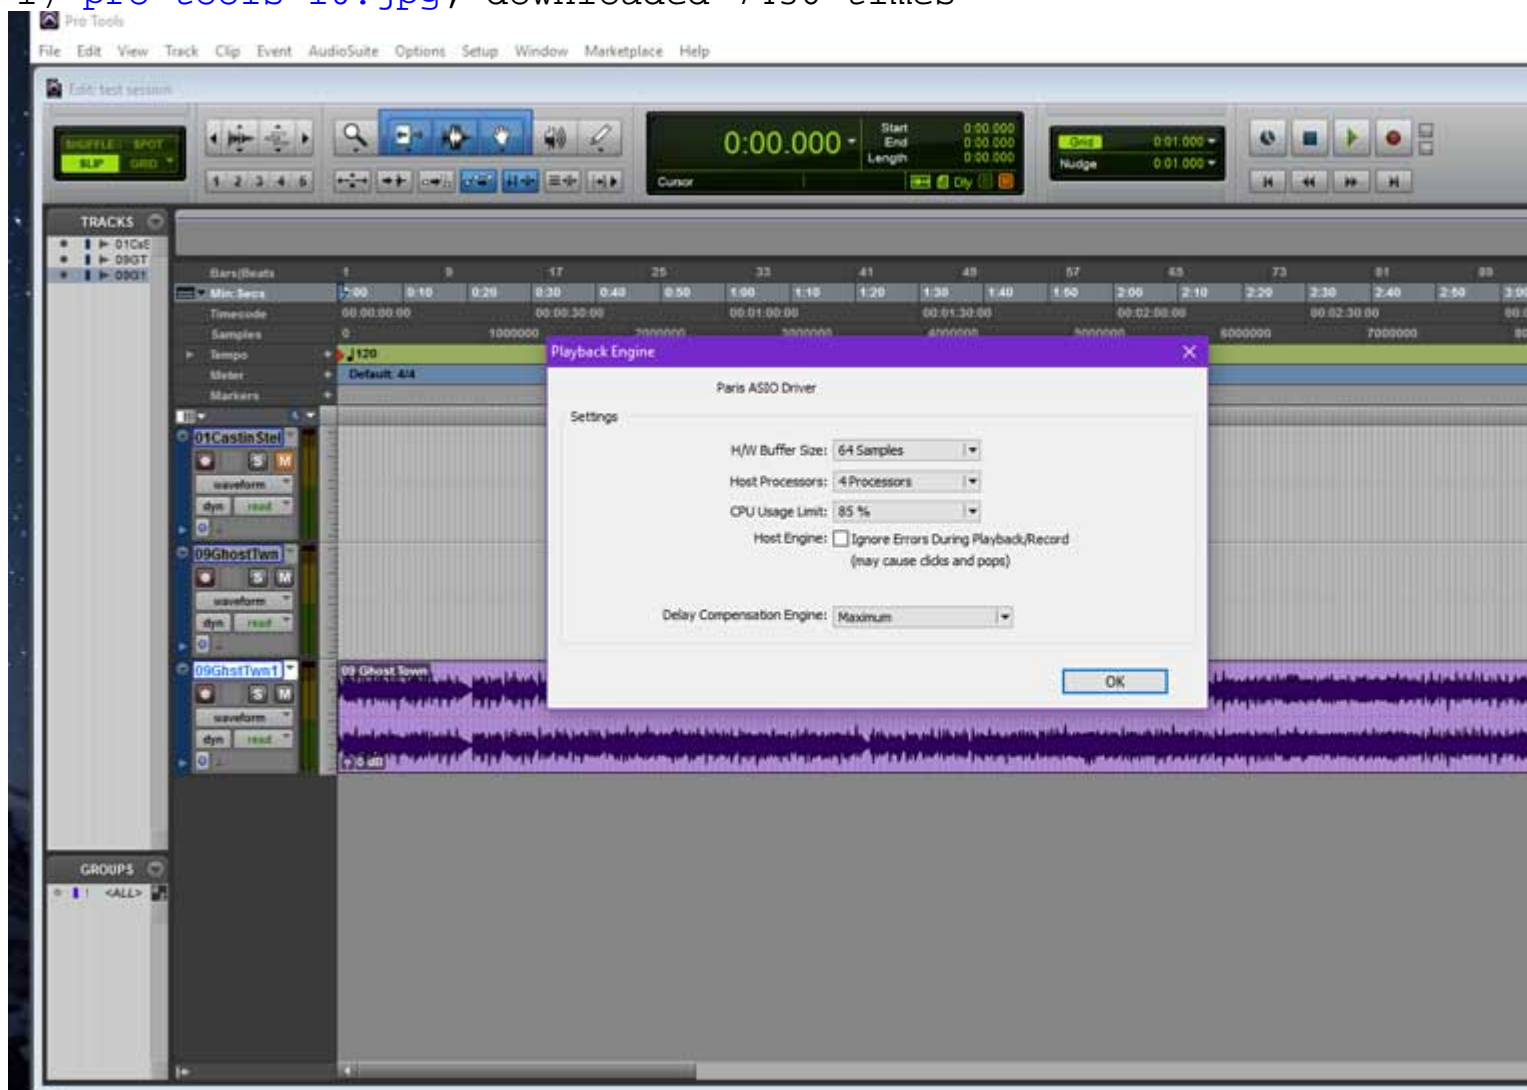 1) pro tools 10.jpg, downloaded 7450 times
Pro Tools
File Edit View Track Clip Event AudioSuite Options Setup Window Marketplace Help
Edit: test session
SHUFFLE SPOT
SLIP GRID
1 2 3 4 5
0:00.000
Start 0:00.000
End 0:00.000
Length 0:00.000
Cursor
Dly
Grid 0:01.000
Nudge 0:01.000
TRACKS
01CaS
09GT
09GT
Bars|Beats 1 9 17 25 33 41 49 57 65 73 81 89
Min:Secs 0:00 0:10 0:20 0:30 0:40 0:50 1:00 1:10 1:20 1:30 1:40 1:50 2:00 2:10 2:20 2:30 2:40 2:50 3:00
Timecode 00:00:00:00 00:00:30:00 00:01:00:00 00:01:30:00 00:02:00:00 00:02:30:00
Samples 0 1000000 2000000 3000000 4000000 5000000 6000000 7000000
Tempo 120
Meter Default: 4/4
Markers
Playback Engine
Paris ASIO Driver
Settings
H/W Buffer Size: 64 Samples
Host Processors: 4 Processors
CPU Usage Limit: 85 %
Host Engine: Ignore Errors During Playback/Record
(may cause clicks and pops)
Delay Compensation Engine: Maximum
OK
01CastinStel
S M
waveform
dyn read
09GhostTwn
S M
waveform
dyn read
09GhstTwn1
S M
waveform
dyn read
09 Ghost Town
0 dB
GROUPS
! <ALL>